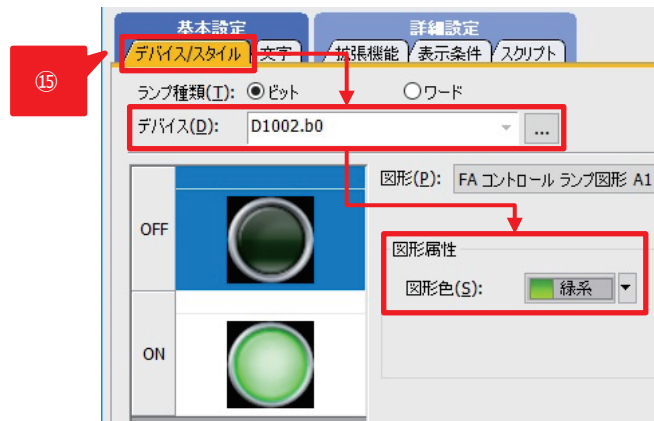 基本設定 詳細設定
デバイス/スタイル 文字 拡張機能 表示条件 スクリプト
⑮
ランプ種類(T): ビット ワード
デバイス(D): D1002.b0 ...
図形(P): FA コントロール ランプ図形 A1
OFF
図形属性
図形色(S): 緑系
ON